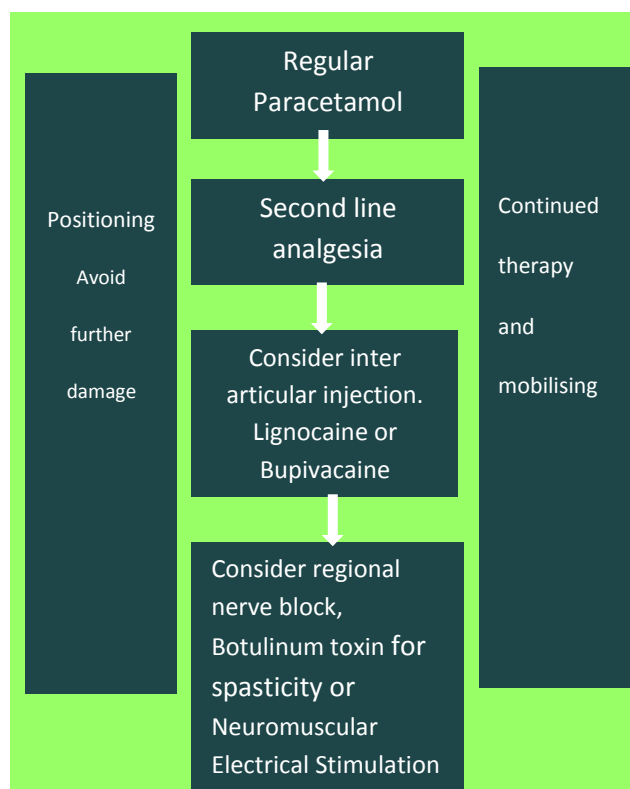 Regular
Paracetamol
Second line
analgesia
Consider inter
articular injection.
Lignocaine or
Bupivacaine
Consider regional
nerve block,
Botulinum toxin for
spasticity or
Neuromuscular
Electrical Stimulation
Positioning
Avoid
further
damage
Continued
therapy
and
mobilising